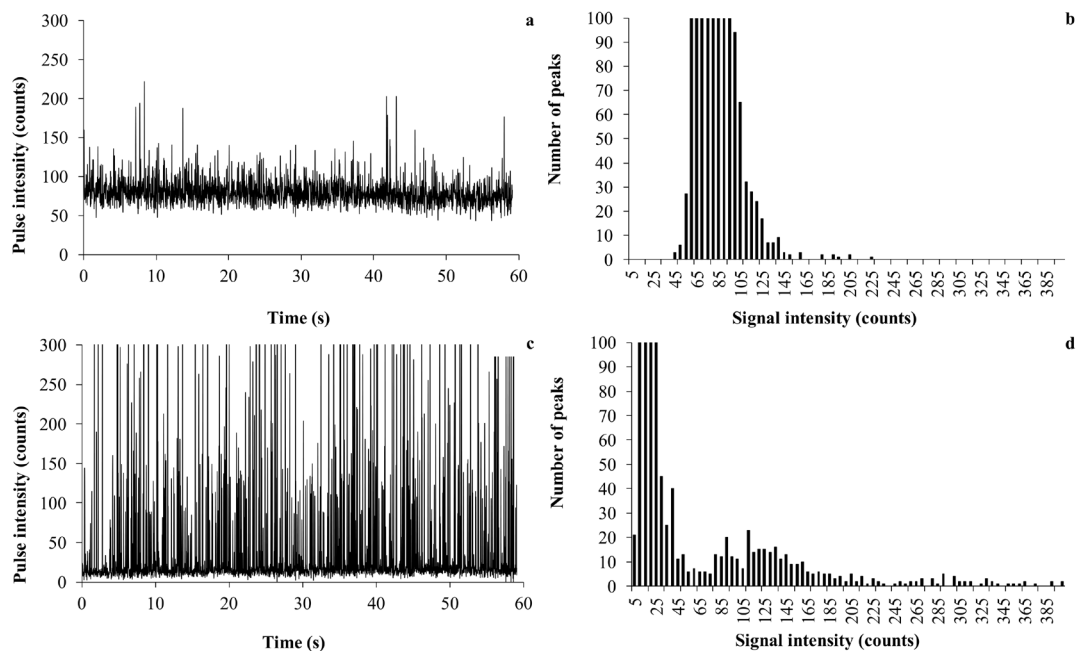 a
Pulse intesnity (counts)
300
250
200
150
100
50
0
0 10 20 30 40 50 60
Time (s)
b
Number of peaks
100
90
80
70
60
50
40
30
20
10
0
5 25 45 65 85 105 125 145 165 185 205 225 245 265 285 305 325 345 365 385
Signal intensity (counts)
c
Pulse intensity (counts)
300
250
200
150
100
50
0
0 10 20 30 40 50 60
Time (s)
d
Number of peaks
100
90
80
70
60
50
40
30
20
10
0
5 25 45 65 85 105 125 145 165 185 205 225 245 265 285 305 325 345 365 385
Signal intensity (counts)